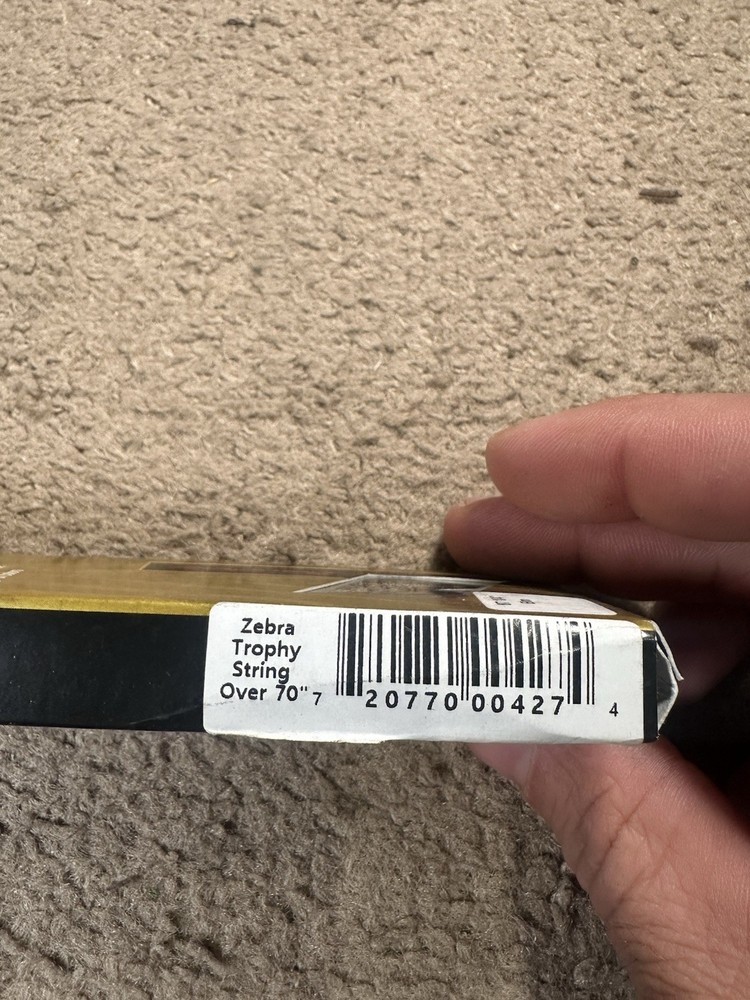 Zebra
Trophy
String
Over 70"
7 20770 00427 4